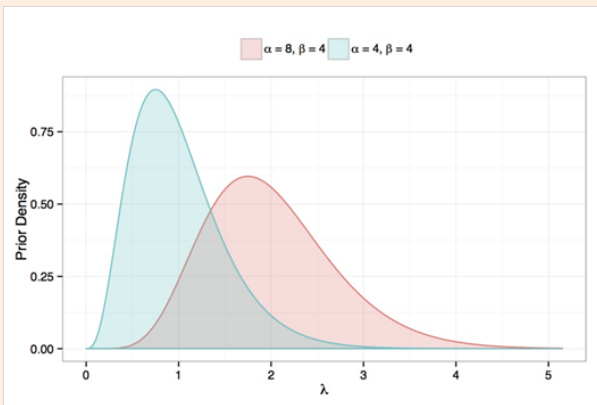 α = 8, β = 4 α = 4, β = 4
Prior Density
0.75
0.50
0.25
0.00
0 1 2 3 4 5
λ